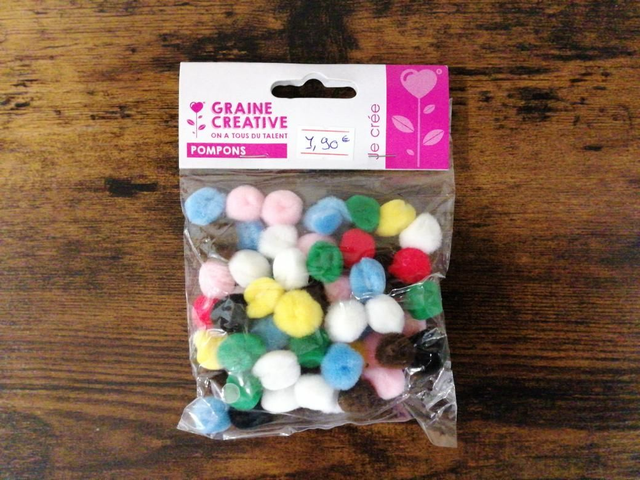 GRAINE
CREATIVE
ON A TOUS DU TALENT
POMPONS
1,90€
je crée